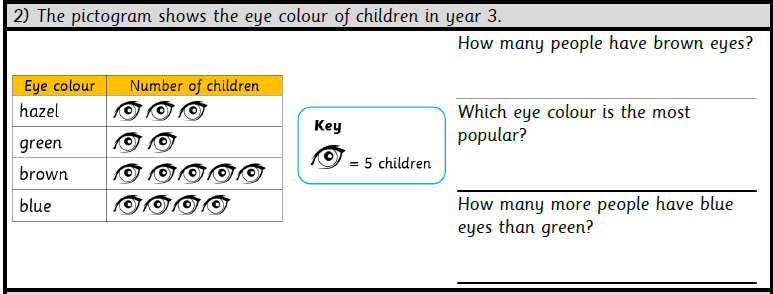 2) The pictogram shows the eye colour of children in year 3.
Eye colour Number of children
hazel
green
brown
blue
Key
= 5 children
How many people have brown eyes?
Which eye colour is the most
popular?
How many more people have blue
eyes than green?